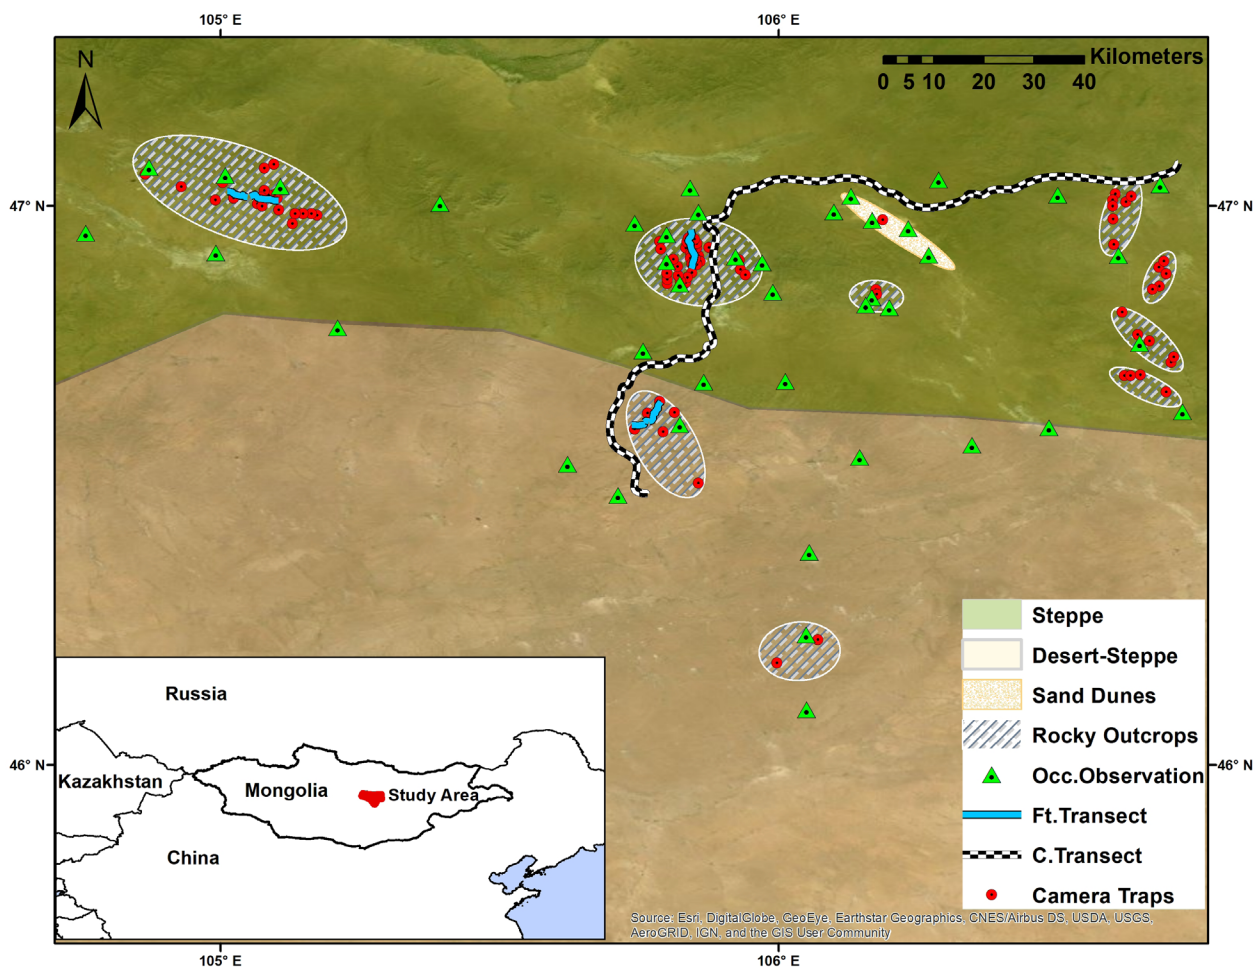 105° E
106° E
N
Kilometers
0 5 10 20 30 40
47° N
47° N
Steppe
Desert-Steppe
Sand Dunes
Rocky Outcrops
Occ.Observation
Ft.Transect
C.Transect
Camera Traps
46° N
46° N
Russia
Kazakhstan
Mongolia
Study Area
China
Source: Esri, DigitalGlobe, GeoEye, Earthstar Geographics, CNES/Airbus DS, USDA, USGS,
AeroGRID, IGN, and the GIS User Community
105° E
106° E